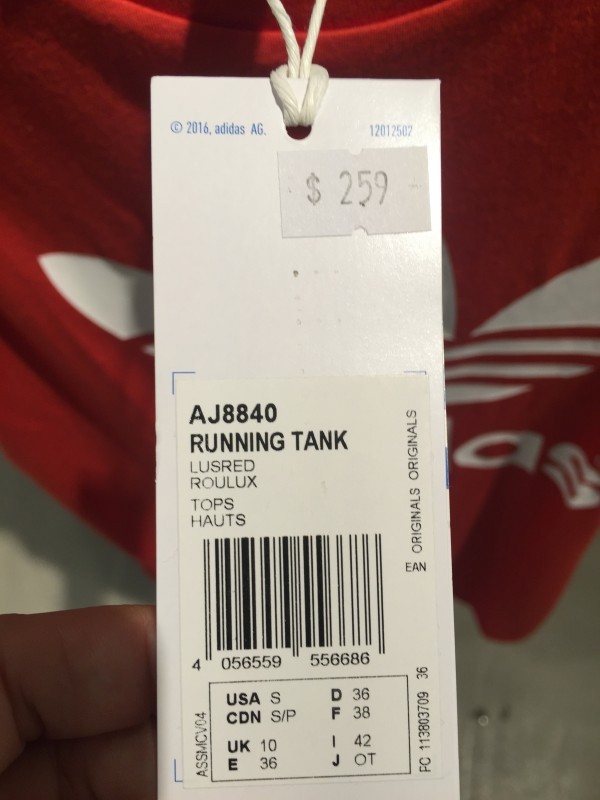 © 2016, adidas AG.
12012502
$ 259
AJ8840
RUNNING TANK
LUSRED
ROULUX
TOPS
HAUTS
ORIGINALS ORIGINALS
EAN
4 056559 556686
USA S D 36
CDN S/P F 38
UK 10 I 42
E 36 J OT
ASSMCV04
PC 113803709 36
das